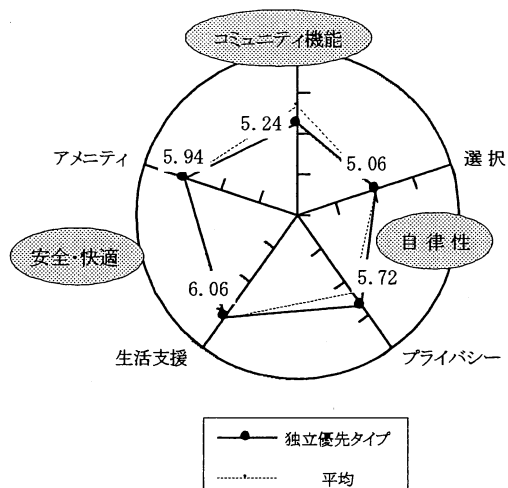 コミュニティ機能
5.24
5.94
5.06
アメニティ
選択
安全・快適
自律性
6.06
5.72
生活支援
プライバシー
独立優先タイプ
平均